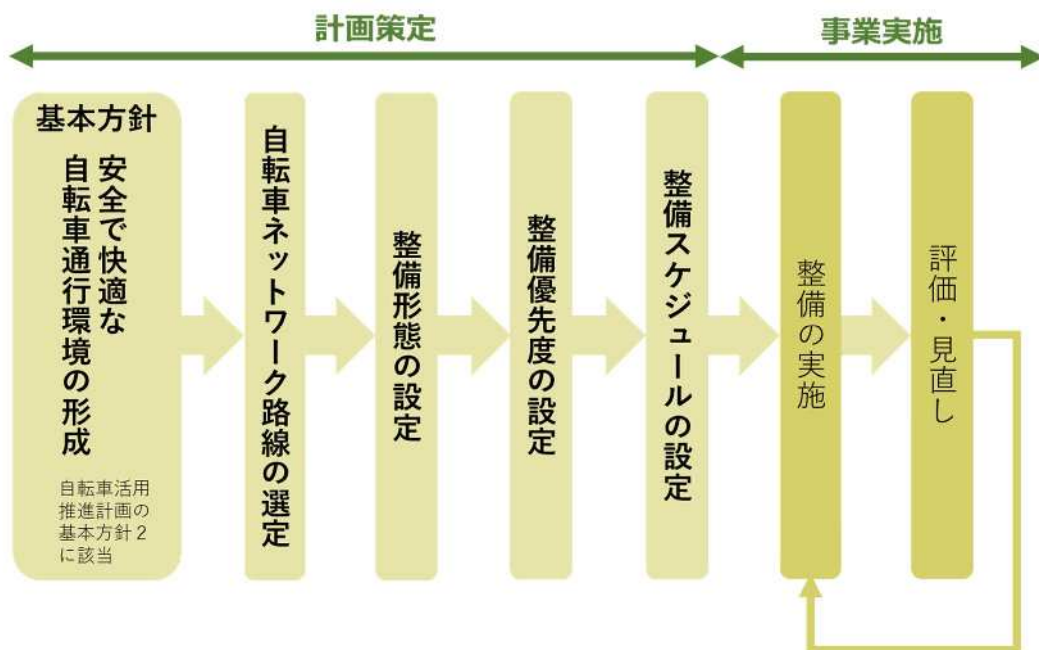 計画策定
事業実施
基本方針
安全で快適な
自転車通行環境の形成
自転車活用
推進計画の
基本方針２
に該当
自転車ネットワーク路線の選定
整備形態の設定
整備優先度の設定
整備スケジュールの設定
整備の実施
評価・見直し